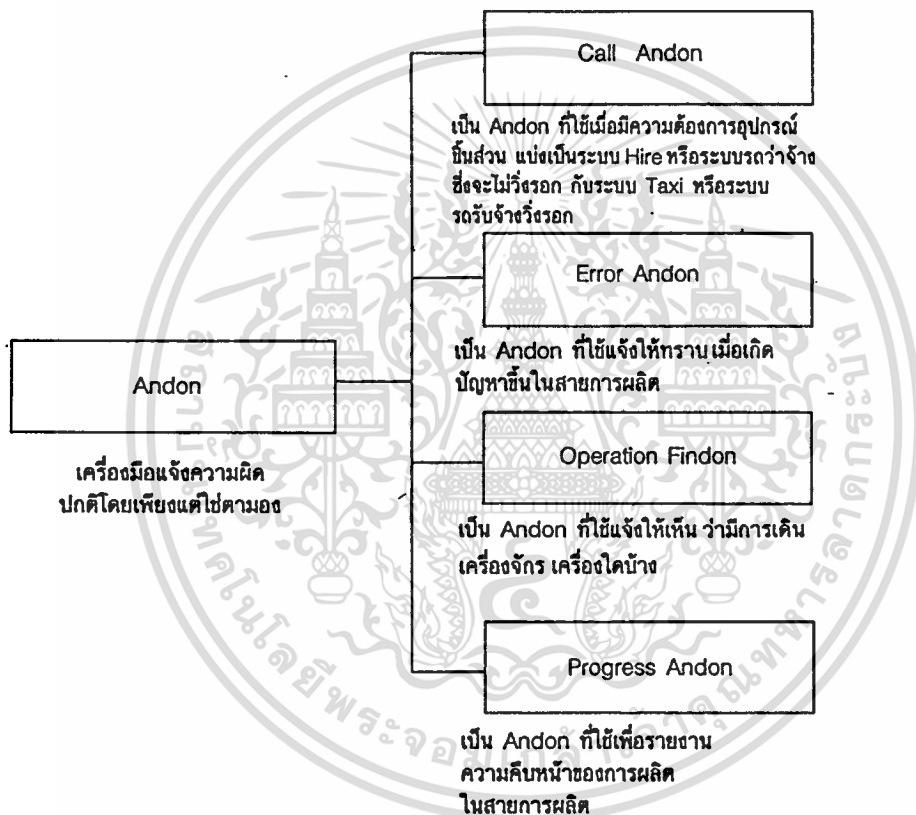 Call Andon
เป็น Andon ที่ใช้เมื่อมีความต้องการอุปกรณ์
ชิ้นส่วน แบ่งเป็นระบบ Hire หรือระบบรถว่าจ้าง
ซึ่งจะไม่วิ่งรอก กับระบบ Taxi หรือระบบ
รถรับจ้างวิ่งรอก
Error Andon
เป็น Andon ที่ใช้แจ้งให้ทราบ เมื่อเกิด
ปัญหาขึ้นในสายการผลิต
Andon
เครื่องมือแจ้งความผิด
ปกติโดยเพียงแต่ใช่ตามอง
Operation Findon
เป็น Andon ที่ใช้แจ้งให้เห็น ว่ามีการเดิน
เครื่องจักร เครื่องใดบ้าง
Progress Andon
เป็น Andon ที่ใช้เพื่อรายงาน
ความคืบหน้าของการผลิต
ในสายการผลิต